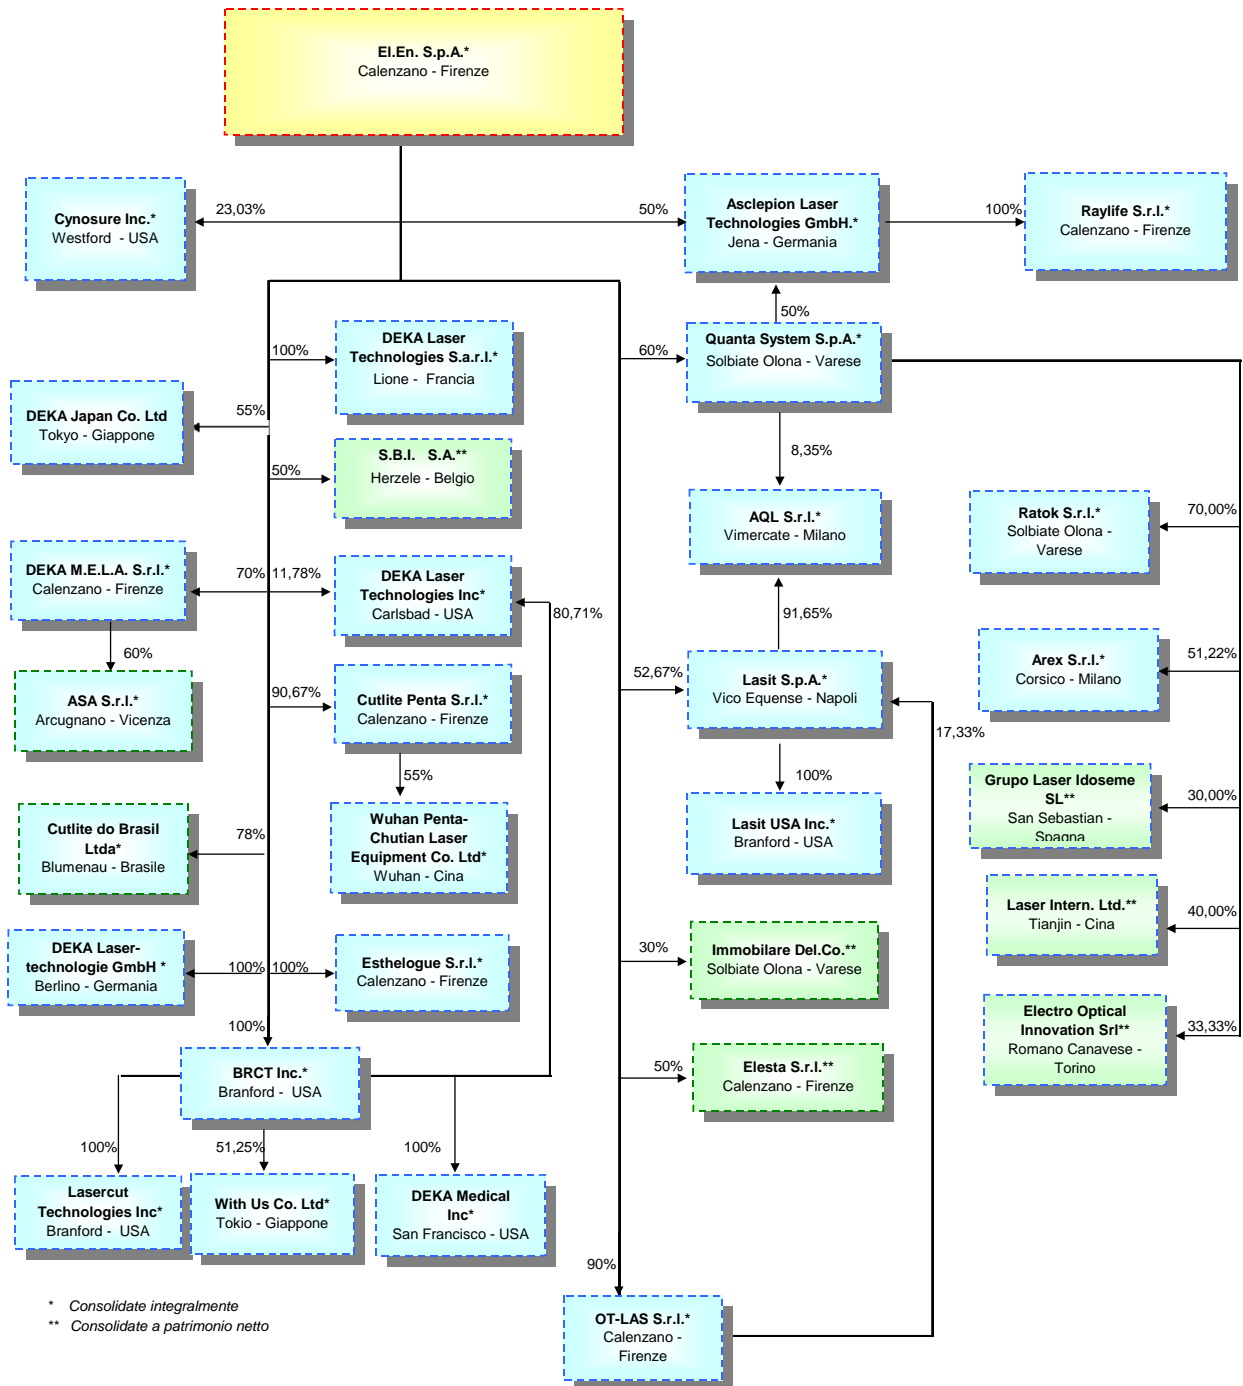 El.En. S.p.A.*
Calenzano - Firenze
Cynosure Inc.*
Westford - USA
23,03%
50%
Asclepion Laser
Technologies GmbH.*
Jena - Germania
100%
Raylife S.r.l.*
Calenzano - Firenze
50%
100%
DEKA Laser
Technologies S.a.r.l.*
Lione - Francia
60%
Quanta System S.p.A.*
Solbiate Olona - Varese
DEKA Japan Co. Ltd
Tokyo - Giappone
55%
50%
S.B.I. S.A.**
Herzele - Belgio
8,35%
AQL S.r.l.*
Vimercate - Milano
Ratok S.r.l.*
Solbiate Olona -
Varese
70,00%
DEKA M.E.L.A. S.r.l.*
Calenzano - Firenze
70%
11,78%
DEKA Laser
Technologies Inc*
Carlsbad - USA
80,71%
91,65%
60%
ASA S.r.l.*
Arcugnano - Vicenza
90,67%
Cutlite Penta S.r.l.*
Calenzano - Firenze
52,67%
Lasit S.p.A.*
Vico Equense - Napoli
17,33%
Arex S.r.l.*
Corsico - Milano
51,22%
55%
100%
Cutlite do Brasil
Ltda*
Blumenau - Brasile
78%
Wuhan Penta-
Chutian Laser
Equipment Co. Ltd*
Wuhan - Cina
Lasit USA Inc.*
Branford - USA
Grupo Laser Idoseme
SL**
San Sebastian -
Spagna
30,00%
Laser Intern. Ltd.**
Tianjin - Cina
40,00%
DEKA Laser-
technologie GmbH *
Berlino - Germania
100%
100%
Esthelogue S.r.l.*
Calenzano - Firenze
30%
Immobilare Del.Co.**
Solbiate Olona - Varese
Electro Optical
Innovation Srl**
Romano Canavese -
Torino
33,33%
100%
BRCT Inc.*
Branford - USA
50%
Elesta S.r.l.**
Calenzano - Firenze
100%
51,25%
100%
Lasercut
Technologies Inc*
Branford - USA
With Us Co. Ltd*
Tokio - Giappone
DEKA Medical
Inc*
San Francisco - USA
90%
OT-LAS S.r.l.*
Calenzano -
Firenze
* Consolidate integralmente
** Consolidate a patrimonio netto